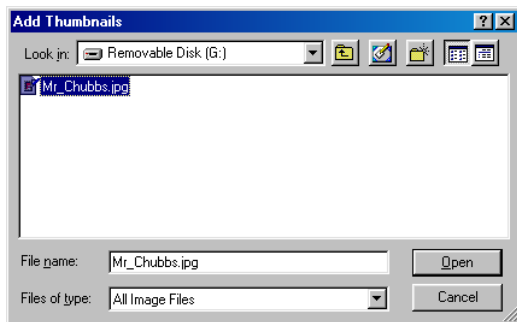 Add Thumbnails
Look in: Removable Disk (G:)
Mr_Chubbs.jpg
File name: Mr_Chubbs.jpg Open
Files of type: All Image Files Cancel